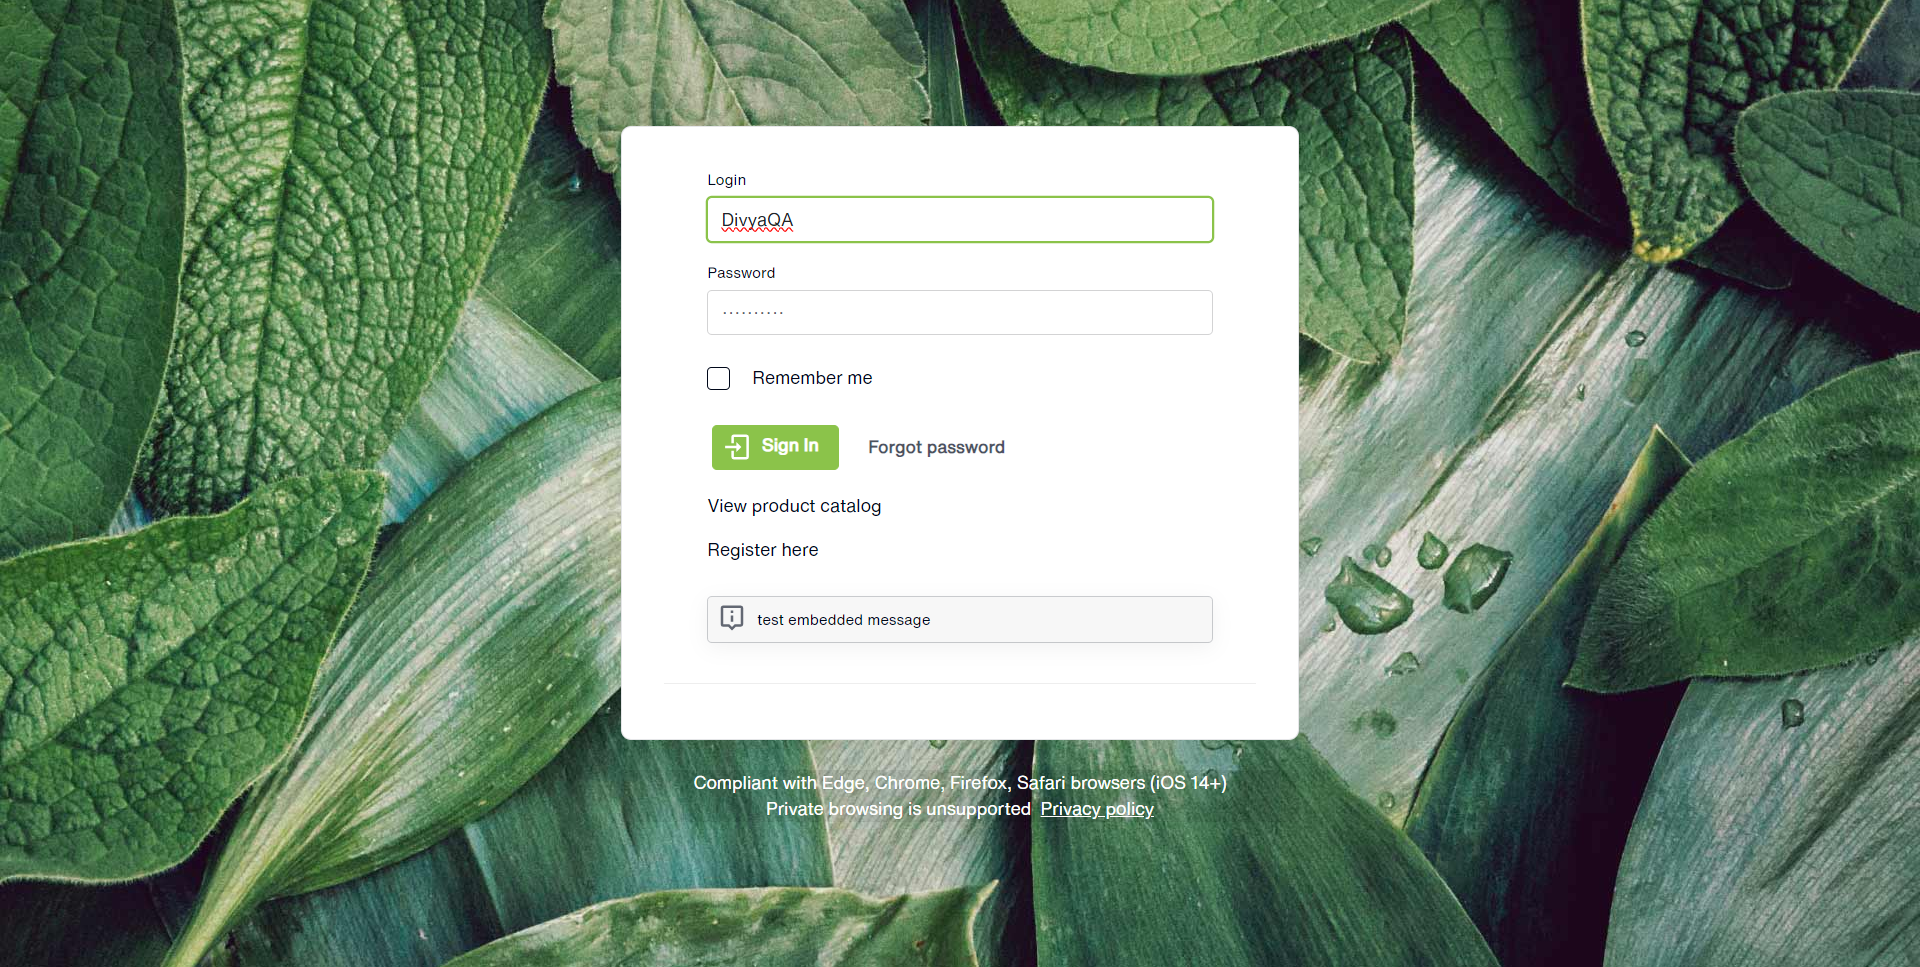 Login
DivyaQA
Password
..........
Remember me
Sign In
Forgot password
View product catalog
Register here
test embedded message
Compliant with Edge, Chrome, Firefox, Safari browsers (iOS 14+)
Private browsing is unsupported Privacy policy